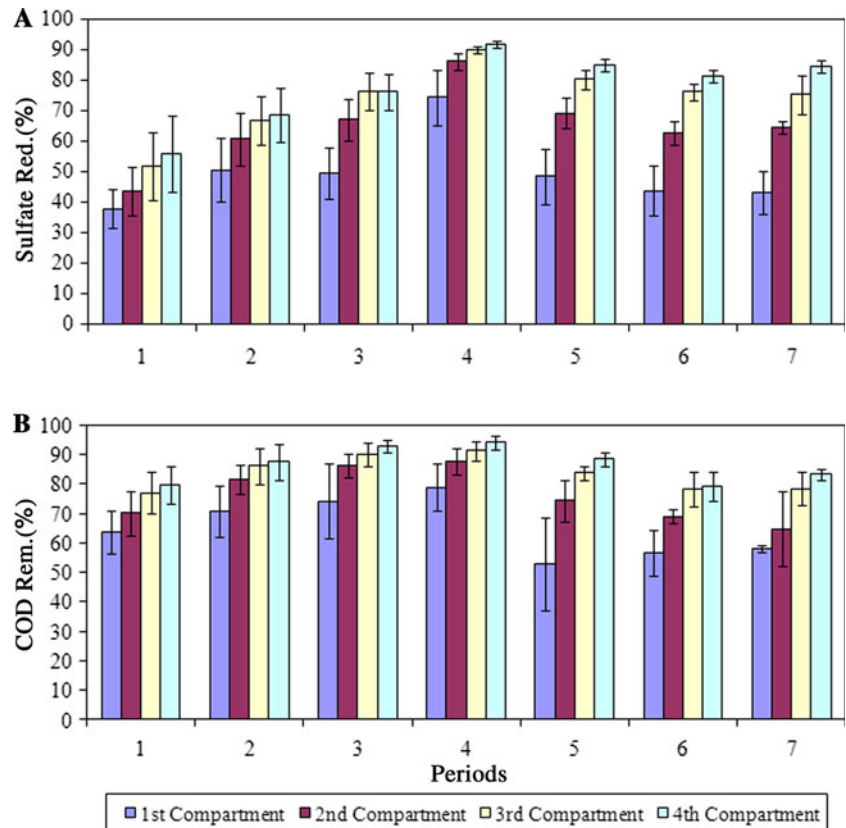 A
Sulfate Red.(%)
100
90
80
70
60
50
40
30
20
10
0
1 2 3 4 5 6 7
B
COD Rem.(%)
100
90
80
70
60
50
40
30
20
10
0
1 2 3 4 5 6 7
Periods
1st Compartment 2nd Compartment 3rd Compartment 4th Compartment